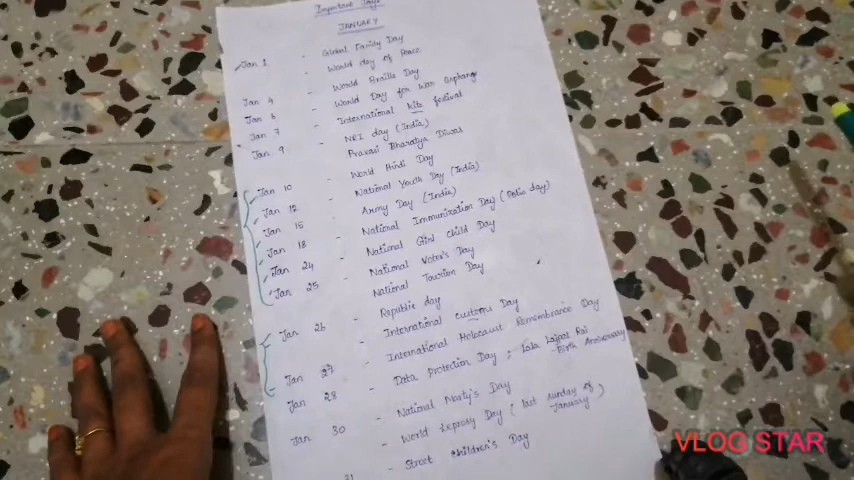 Important Days
JANUARY
Jan 1 - Global Family Day
- World day of Peace
Jan 4 - World Braille Day
Jan 6 - World Day for War Orphans
Jan 7 - International kite festival
Jan 9 - NRI day (India)
Pravasi Bharatiya Diwas
Jan 10 - World Hindi Day
Jan 12 - National Youth Day (India)
Jan 15 - Army Day (India)
Jan 18 - National Immunization Day (Polio day)
Jan 24 - National Girl Child Day
Jan 25 - National Voter's Day
National Tourism Day
Jan 26 - Republic day
- International customs Day
Jan 27 - International Holocaust Remembrance Day
Jan 28 - Data Protection Day ; Lala Lajpat Rai
- Birth Anniversary
Jan 30 - National Marty's Day
- World Leprosy Day ( last sunday of
January )
31 - Street children's Day
VLOG STAR